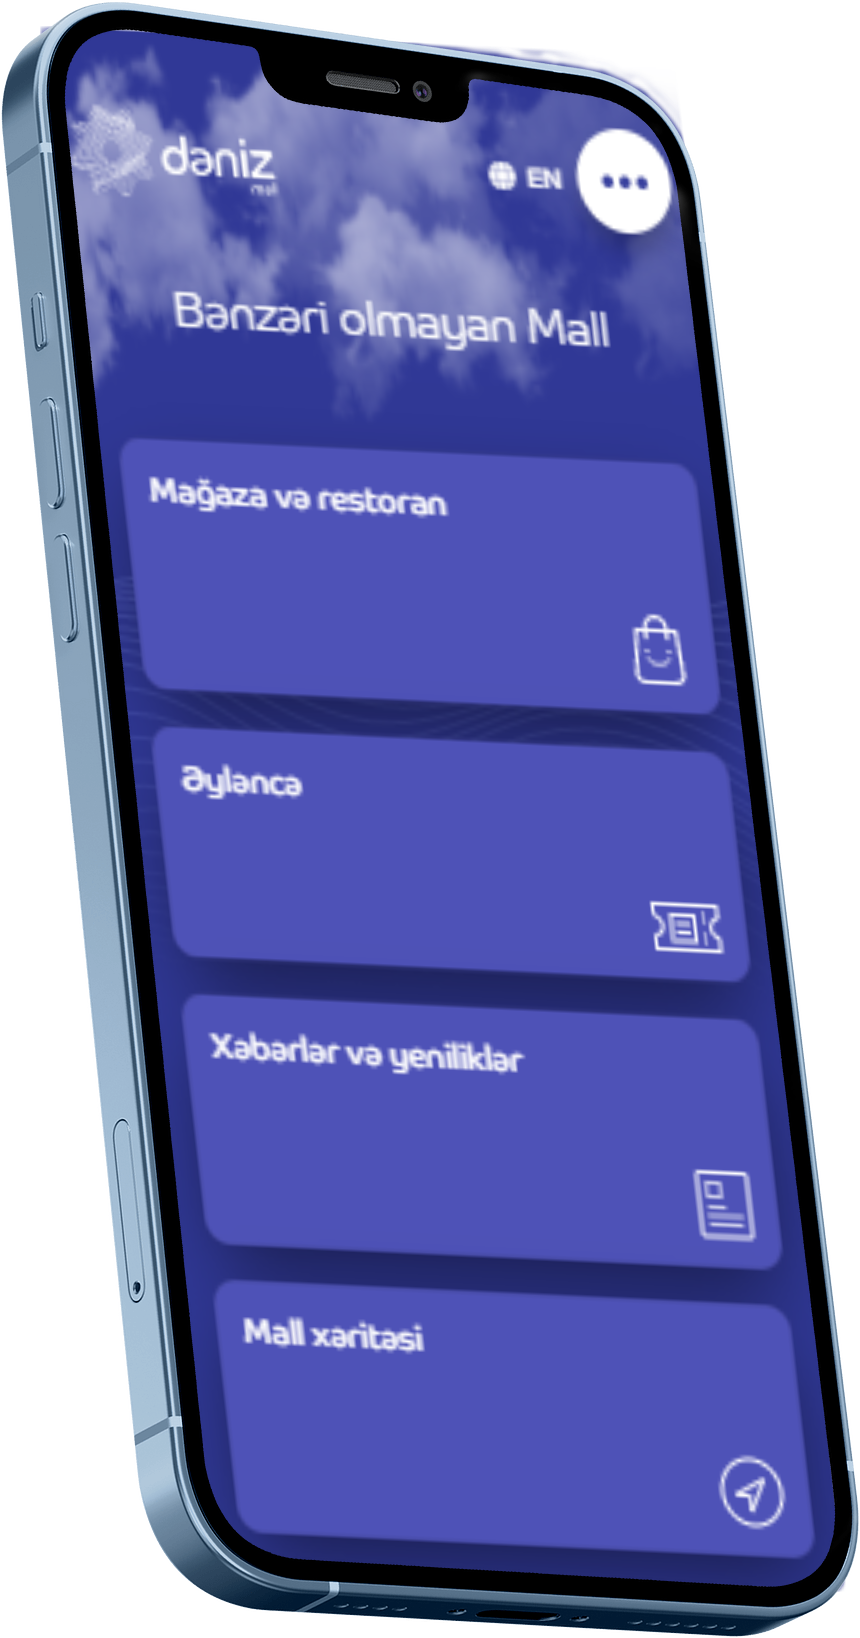 dəniz
mall
EN
Bənzəri olmayan Mall
Mağaza və restoran
Əyləncə
Xəbərlər və yeniliklər
Mall xəritəsi